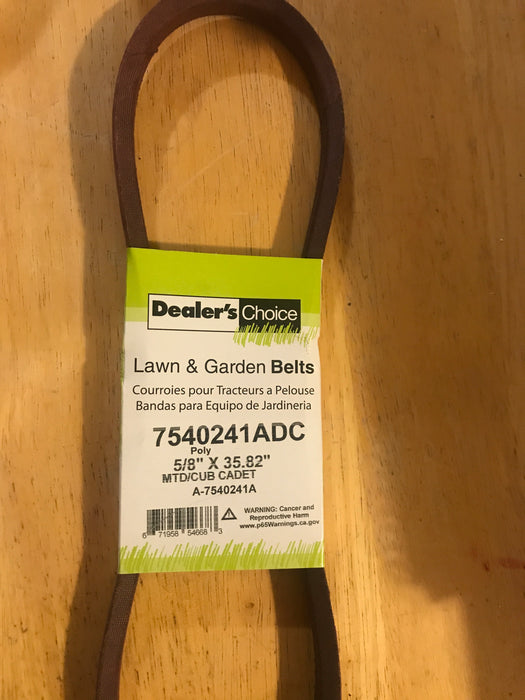 Dealer's Choice
Lawn & Garden Belts
Courroies pour Tracteurs a Pelouse
Bandas para Equipo de Jardineria
7540241ADC
Poly
5/8" X 35.82"
MTD/CUB CADET
A-7540241A
WARNING: Cancer and
Reproductive Harm
www.p65Warnings.ca.gov
6 71958 54668 3